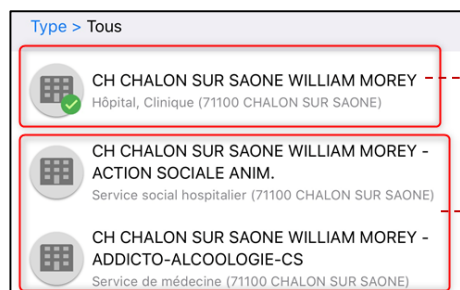 Type > Tous
CH CHALON SUR SAONE WILLIAM MOREY
Hôpital, Clinique (71100 CHALON SUR SAONE)
CH CHALON SUR SAONE WILLIAM MOREY -
ACTION SOCIALE ANIM.
Service social hospitalier (71100 CHALON SUR SAONE)
CH CHALON SUR SAONE WILLIAM MOREY -
ADDICTO-ALCOOLOGIE-CS
Service de médecine (71100 CHALON SUR SAONE)